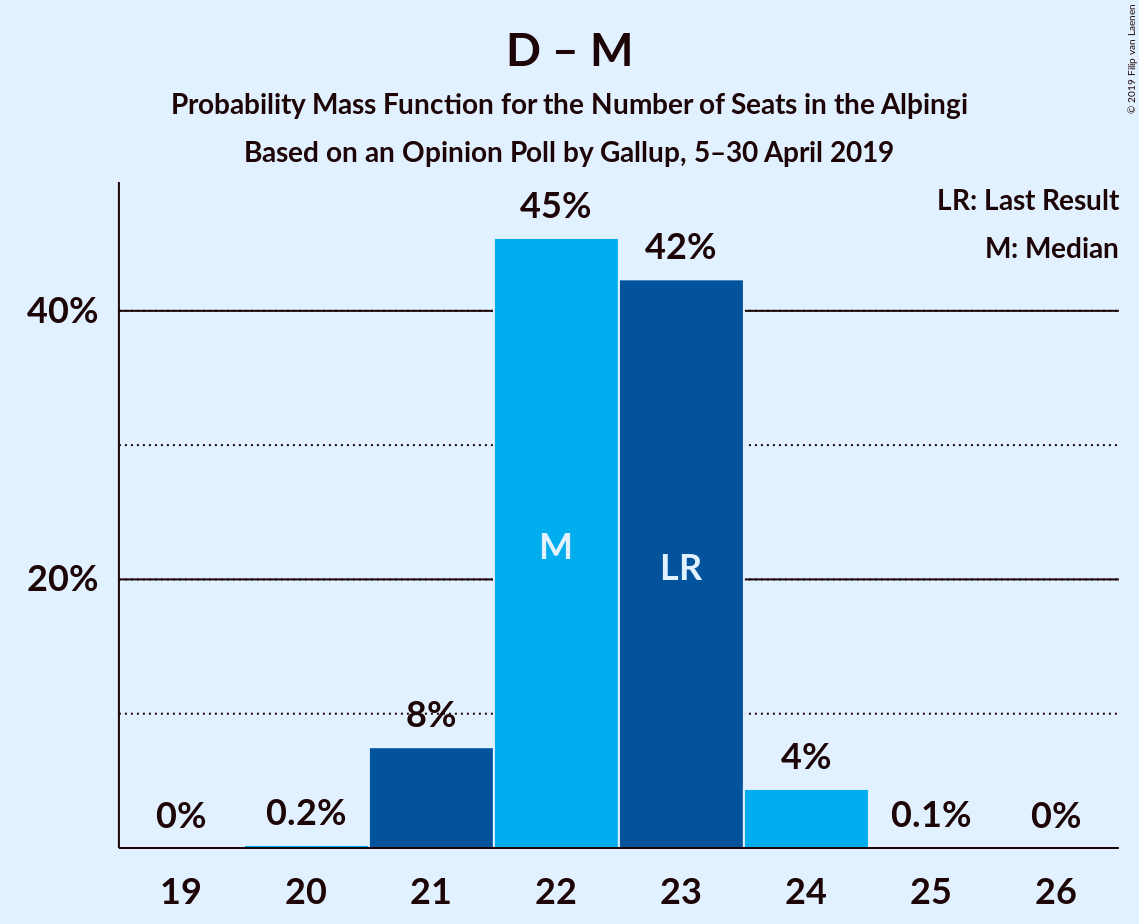 D – M
Probability Mass Function for the Number of Seats in the Alþingi
Based on an Opinion Poll by Gallup, 5–30 April 2019
© 2019 Filip van Laenen
LR: Last Result
M: Median
40%
20%
0%
0.2%
8%
45%
42%
4%
0.1%
0%
M
LR
19 20 21 22 23 24 25 26